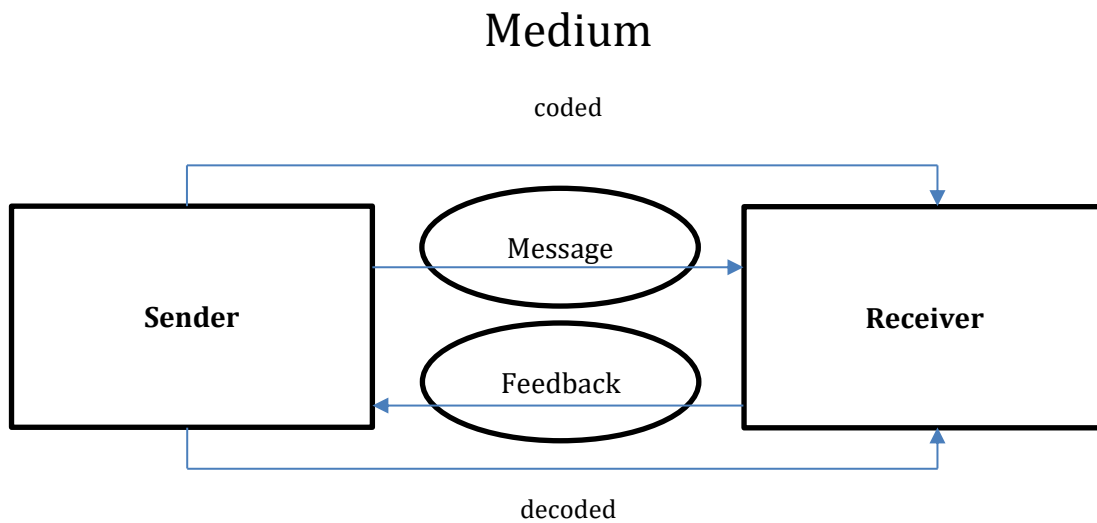 Medium
coded
Message
Sender
Receiver
Feedback
decoded